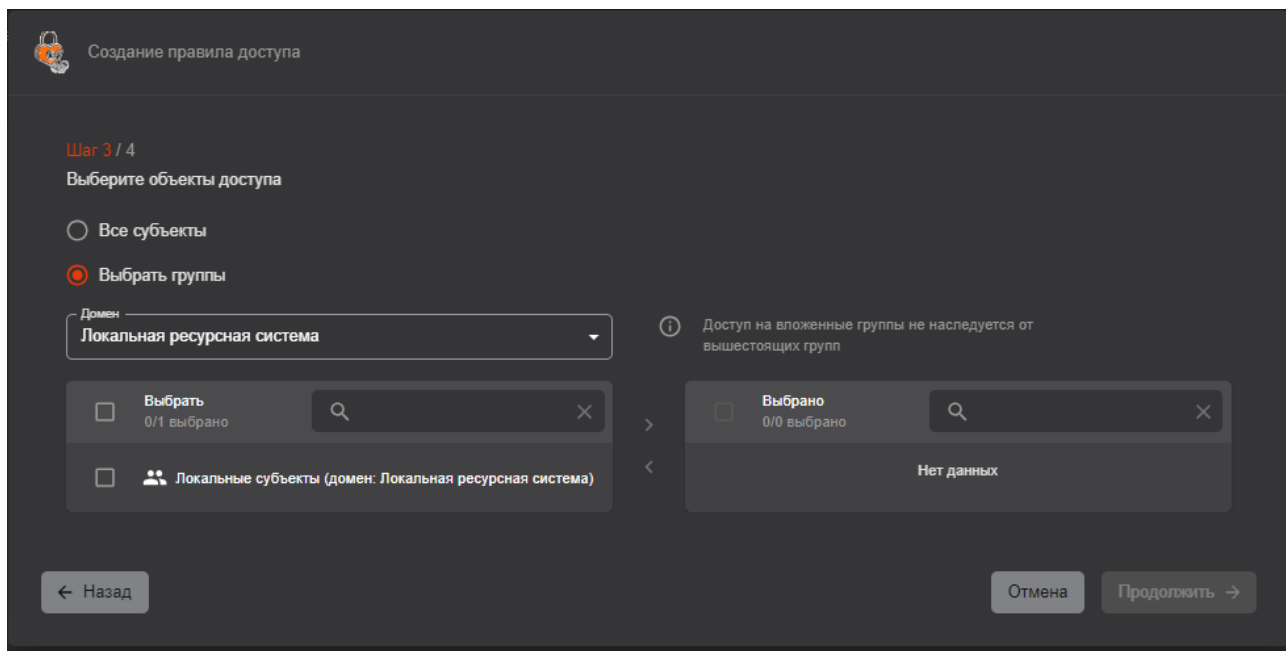 Создание правила доступа
Шаг 3 / 4
Выберите объекты доступа
Все субъекты
Выбрать группы
Домен
Локальная ресурсная система
Доступ на вложенные группы не наследуется от
вышестоящих групп
Выбрать
0/1 выбрано
Выбрано
0/0 выбрано
Локальные субъекты (домен: Локальная ресурсная система)
Нет данных
Назад
Отмена
Продолжить